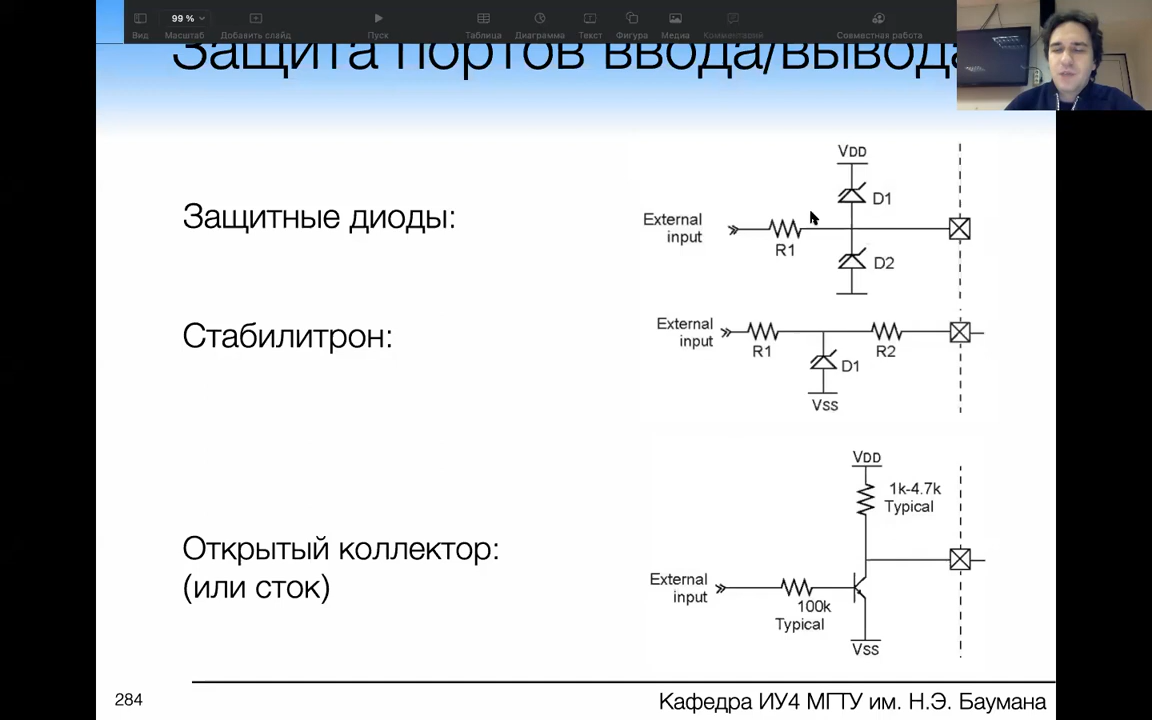 99 %
Вид
Масштаб
Добавить слайд
Пуск
Таблица
Диаграмма
Текст
Фигура
Медиа
Комментарий
Совместная работа
Защита портов ввода/вывода
Защитные диоды:
VDD
D1
External
input
R1
D2
Стабилитрон:
External
input
R1
R2
D1
Vss
Открытый коллектор:
(или сток)
VDD
1k-4.7k
Typical
External
input
100k
Typical
Vss
284
Кафедра ИУ4 МГТУ им. Н.Э. Баумана